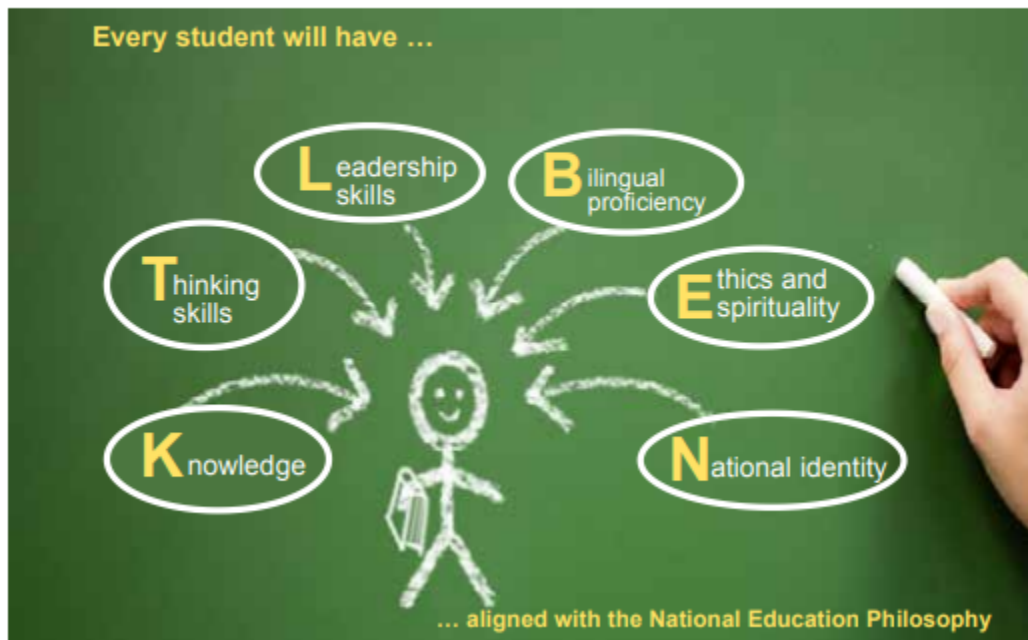 Every student will have ...
Leadership
skills
Bilingual
proficiency
Thinking
skills
Ethics and
spirituality
Knowledge
National identity
... aligned with the National Education Philosophy